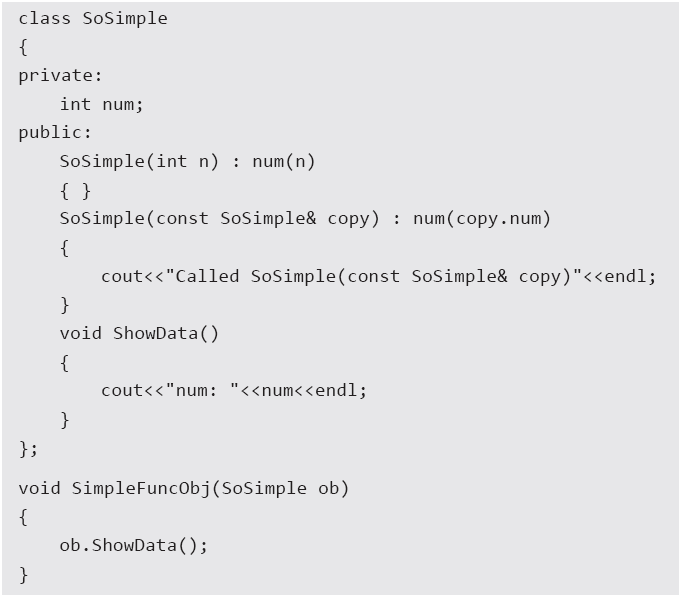 class SoSimple
{
private:
    int num;
public:
    SoSimple(int n) : num(n)
    { }
    SoSimple(const SoSimple& copy) : num(copy.num)
    {
        cout<<"Called SoSimple(const SoSimple& copy)"<<endl;
    }
    void ShowData()
    {
        cout<<"num: "<<num<<endl;
    }
};
void SimpleFuncObj(SoSimple ob)
{
    ob.ShowData();
}